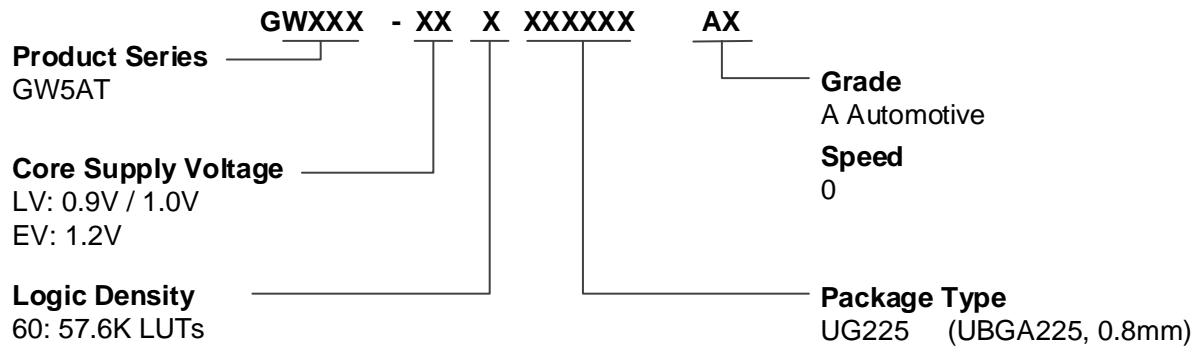 GWXXX - XX X XXXXXX AX
Product Series
GW5AT
Core Supply Voltage
LV: 0.9V / 1.0V
EV: 1.2V
Logic Density
60: 57.6K LUTs
Grade
A Automotive
Speed
0
Package Type
UG225 (UBGA225, 0.8mm)